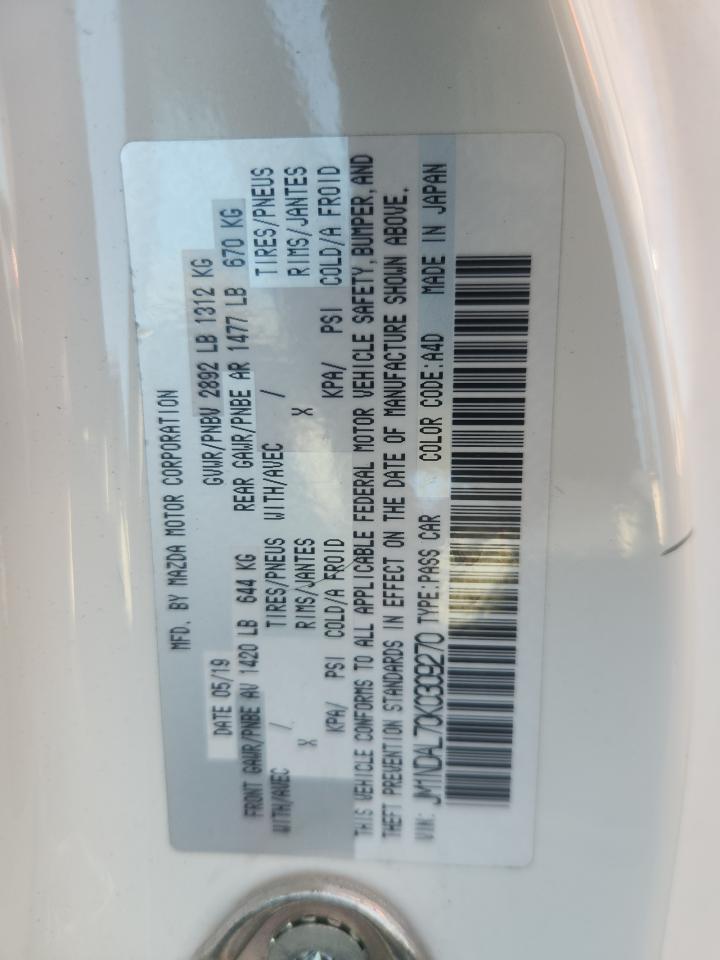 MFD. BY MAZDA MOTOR CORPORATION
DATE 05/19 GVWR/PNBV 2892 LB 1312 KG
FRONT GAWR/PNBE AV 1420 LB 644 KG REAR GAWR/PNBE AR 1477 LB 670 KG
WITH/AVEC / TIRES/PNEUS WITH/AVEC / TIRES/PNEUS
X RIMS/JANTES X RIMS/JANTES
KPA/ PSI COLD/A FROID KPA/ PSI COLD/A FROID
THIS VEHICLE CONFORMS TO ALL APPLICABLE FEDERAL MOTOR VEHICLE SAFETY, BUMPER, AND
THEFT PREVENTION STANDARDS IN EFFECT ON THE DATE OF MANUFACTURE SHOWN ABOVE.
VIN: JM1NDAL70K0309270 TYPE:PASS CAR COLOR CODE:A4D MADE IN JAPAN